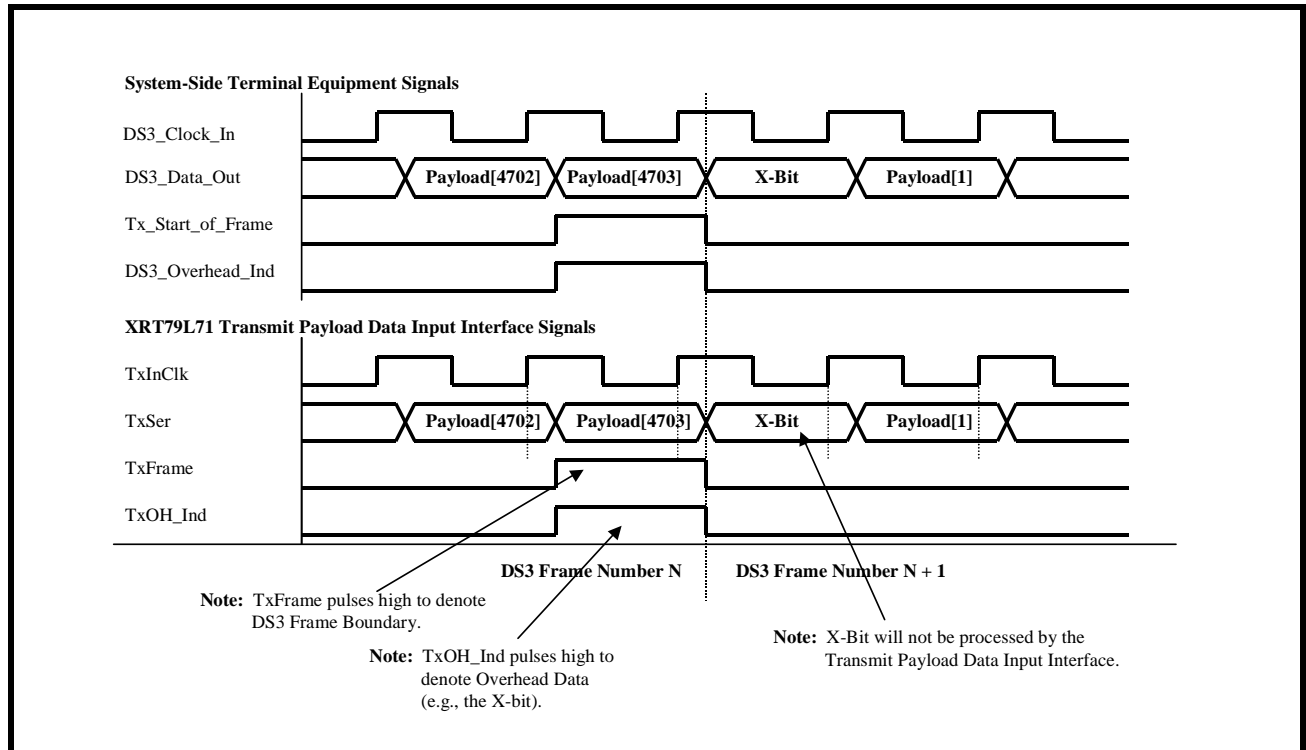 System-Side Terminal Equipment Signals
DS3_Clock_In
DS3_Data_Out
Payload[4702] Payload[4703] X-Bit Payload[1]
Tx_Start_of_Frame
DS3_Overhead_Ind
XRT79L71 Transmit Payload Data Input Interface Signals
TxInClk
TxSer
Payload[4702] Payload[4703] X-Bit Payload[1]
TxFrame
TxOH_Ind
DS3 Frame Number N DS3 Frame Number N + 1
Note: TxFrame pulses high to denote
DS3 Frame Boundary.
Note: TxOH_Ind pulses high to
denote Overhead Data
(e.g., the X-bit).
Note: X-Bit will not be processed by the
Transmit Payload Data Input Interface.